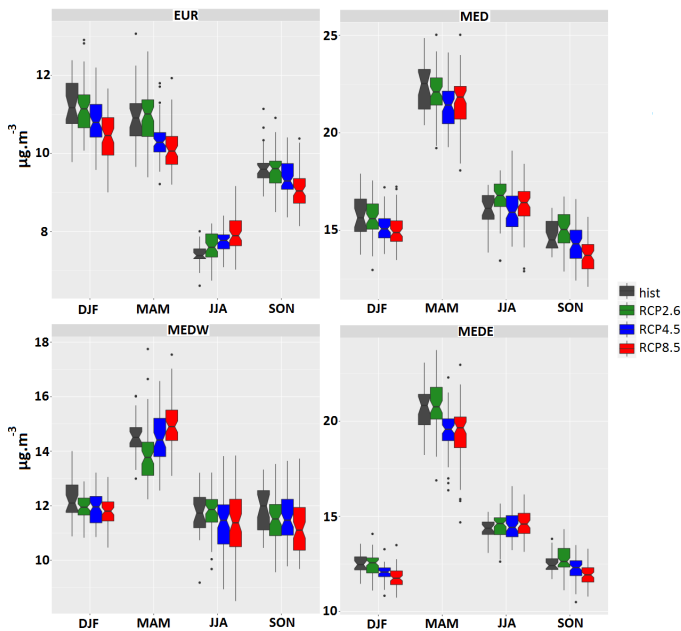 EUR MED
12
10
8
25
20
15
µg.m⁻³
DJF MAM JJA SON DJF MAM JJA SON
hist
RCP2.6
RCP4.5
RCP8.5
MEDW MEDE
18
16
14
12
10
20
15
10
µg.m⁻³
DJF MAM JJA SON DJF MAM JJA SON